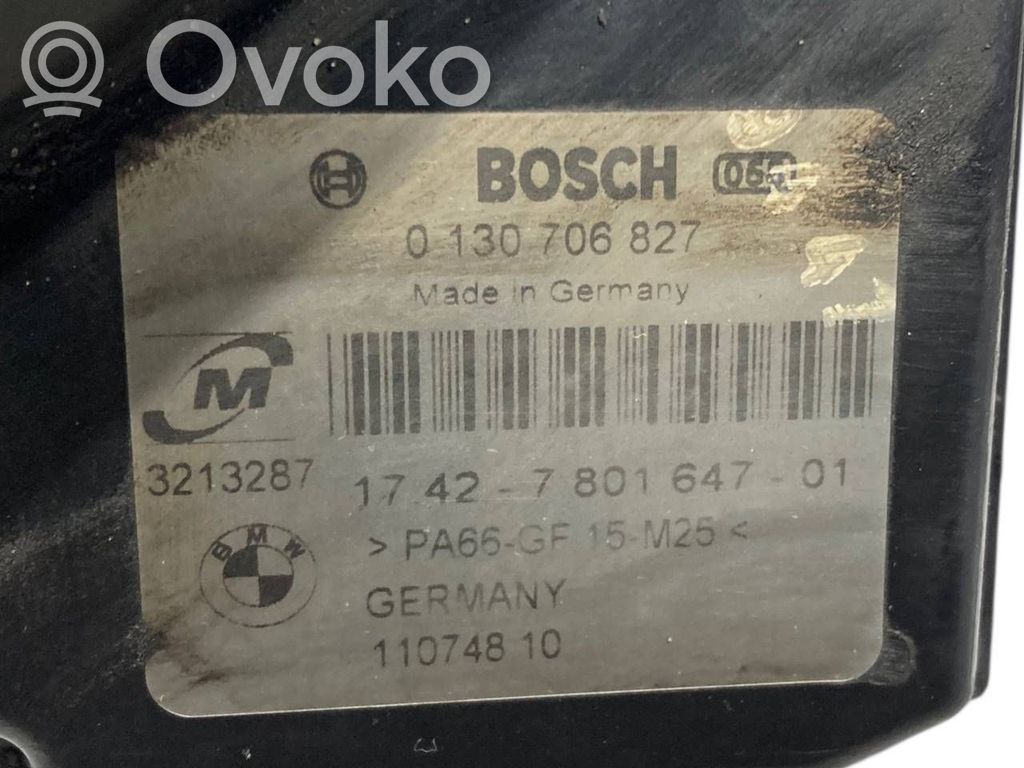 Ovoko
BOSCH
0 130 706 827
Made in Germany
M
3213287
17 42 - 7 801 647 - 01
BMW
> PA66-GF 15-M25 <
GERMANY
110748 10